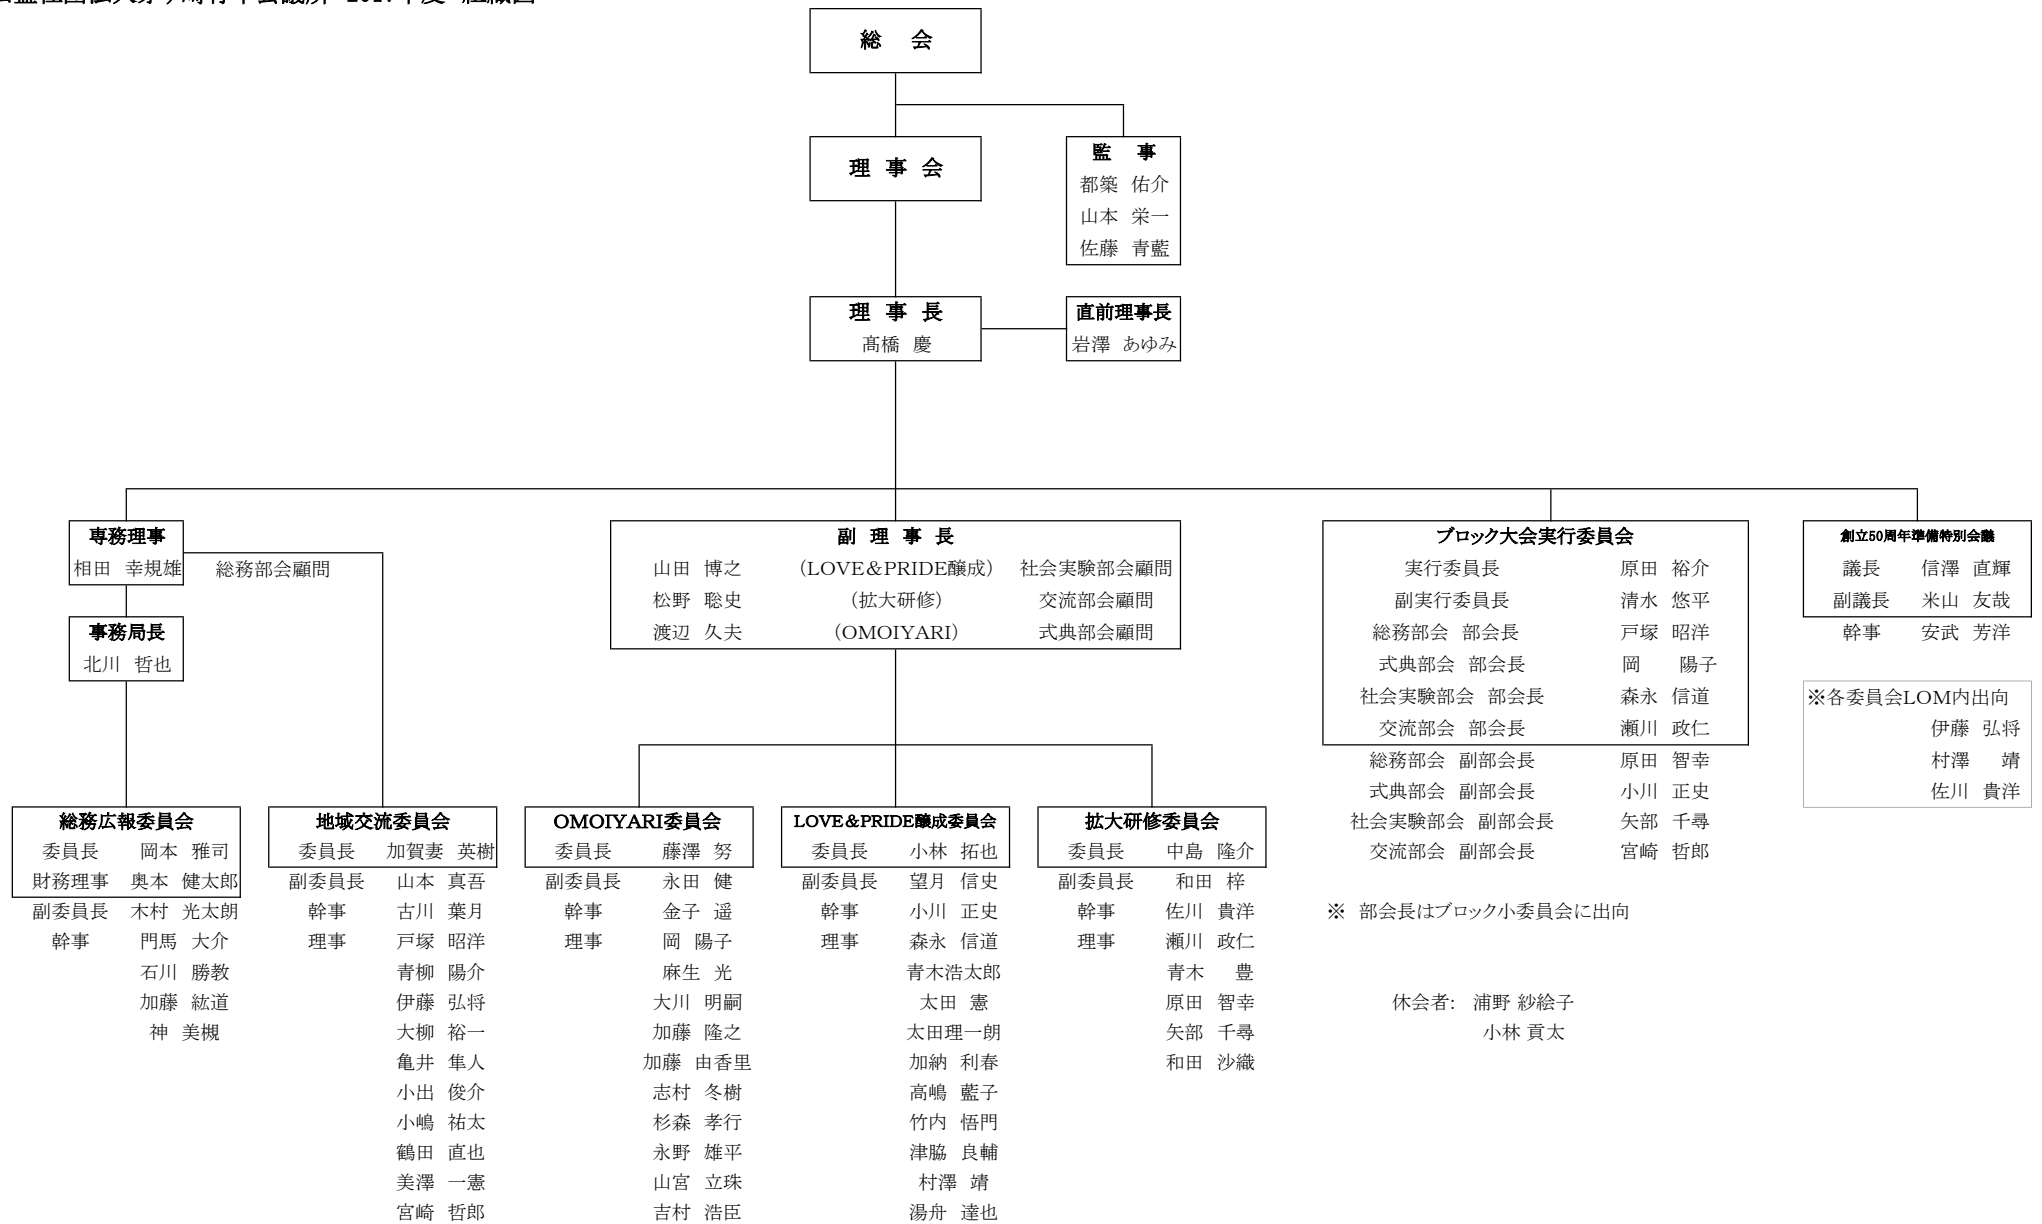 総 会
理 事 会
監 事
都築 佑介
山本 栄一
佐藤 青藍
理 事 長
髙橋 慶
直前理事長
岩澤 あゆみ
専務理事
相田 幸規雄 総務部会顧問
事務局長
北川 哲也
副 理 事 長
山田 博之 (LOVE&PRIDE醸成) 社会実験部会顧問
松野 聡史 (拡大研修) 交流部会顧問
渡辺 久夫 (OMOIYARI) 式典部会顧問
ブロック大会実行委員会
実行委員長 原田 裕介
副実行委員長 清水 悠平
総務部会 部会長 戸塚 昭洋
式典部会 部会長 岡 陽子
社会実験部会 部会長 森永 信道
交流部会 部会長 瀬川 政仁
総務部会 副部会長 原田 智幸
式典部会 副部会長 小川 正史
社会実験部会 副部会長 矢部 千尋
交流部会 副部会長 宮崎 哲郎
※ 部会長はブロック小委員会に出向
休会者: 浦野 紗絵子
小林 貢太
創立50周年準備特別会議
議長 信澤 直輝
副議長 米山 友哉
幹事 安武 芳洋
※各委員会LOM内出向
伊藤 弘将
村澤 靖
佐川 貴洋
総務広報委員会
委員長 岡本 雅司
財務理事 奥本 健太郎
副委員長 木村 光太朗
幹事 門馬 大介
石川 勝教
加藤 紘道
神 美槻
地域交流委員会
委員長 加賀妻 英樹
副委員長 山本 真吾
幹事 古川 葉月
理事 戸塚 昭洋
青柳 陽介
伊藤 弘将
大柳 裕一
亀井 隼人
小出 俊介
小嶋 祐太
鶴田 直也
美澤 一憲
宮崎 哲郎
OMOIYARI委員会
委員長 藤澤 努
副委員長 永田 健
幹事 金子 遥
理事 岡 陽子
麻生 光
大川 明嗣
加藤 隆之
加藤 由香里
志村 冬樹
杉森 孝行
永野 雄平
山宮 立珠
吉村 浩臣
LOVE&PRIDE醸成委員会
委員長 小林 拓也
副委員長 望月 信史
幹事 小川 正史
理事 森永 信道
青木浩太郎
太田 憲
太田理一朗
加納 利春
高嶋 藍子
竹内 悟門
津脇 良輔
村澤 靖
湯舟 達也
拡大研修委員会
委員長 中島 隆介
副委員長 和田 梓
幹事 佐川 貴洋
理事 瀬川 政仁
青木 豊
原田 智幸
矢部 千尋
和田 沙織